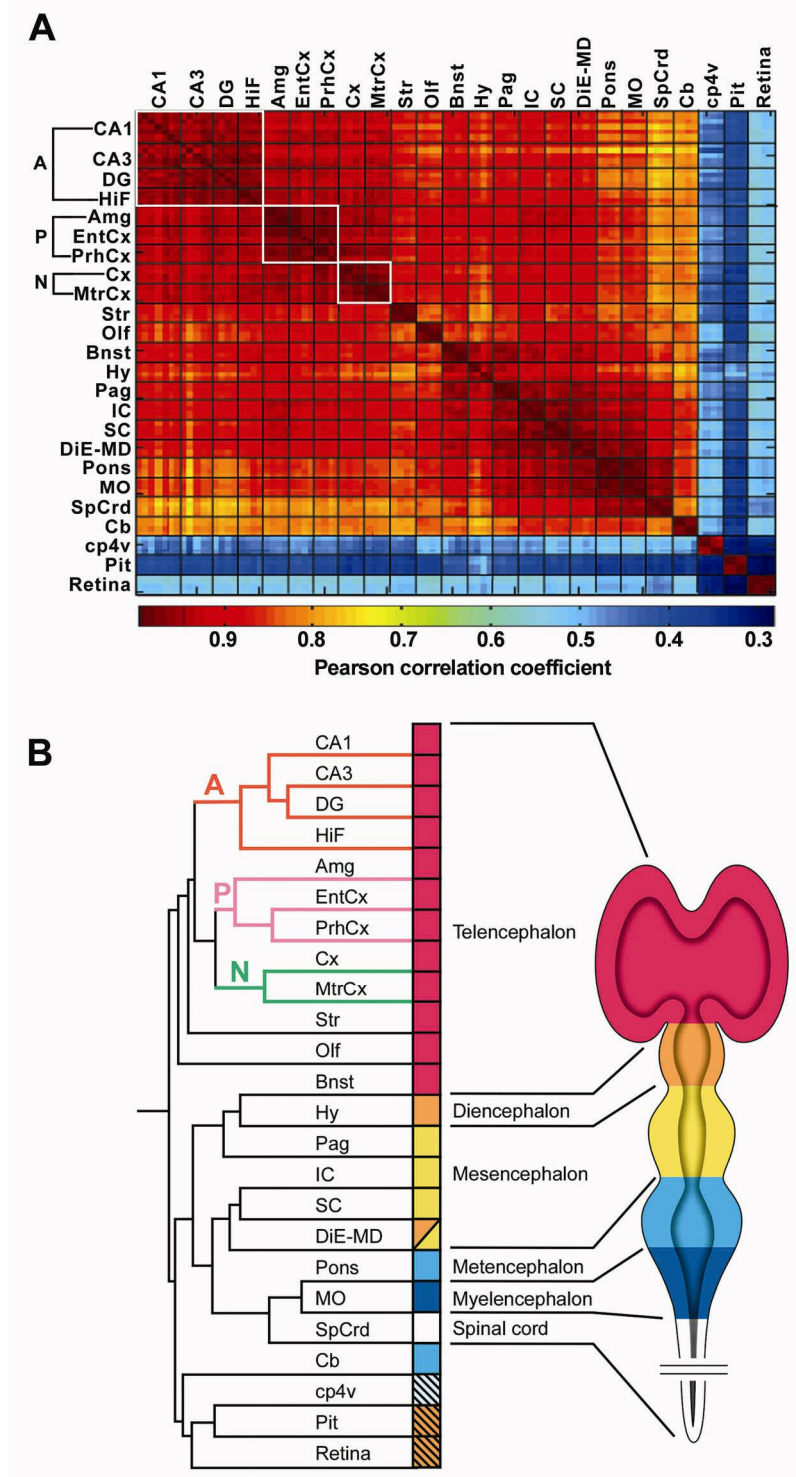 A
CA1 CA3 DG HiF Amg EntCx PrhCx Cx MtrCx Str Olf Bnst Hy Pag IC SC DiE-MD Pons MO SpCrd Cb cp4v Pit Retina
CA1
A
CA3
DG
HiF
Amg
P
EntCx
PrhCx
Cx
N
MtrCx
Str
Olf
Bnst
Hy
Pag
IC
SC
DiE-MD
Pons
MO
SpCrd
Cb
cp4v
Pit
Retina
0.9 0.8 0.7 0.6 0.5 0.4 0.3
Pearson correlation coefficient
B
CA1
A
CA3
DG
HiF
Amg
P
EntCx
PrhCx
Telencephalon
Cx
N
MtrCx
Str
Olf
Bnst
Hy
Diencephalon
Pag
IC
Mesencephalon
SC
DiE-MD
Pons
Metencephalon
MO
Myelencephalon
SpCrd
Spinal cord
Cb
cp4v
Pit
Retina